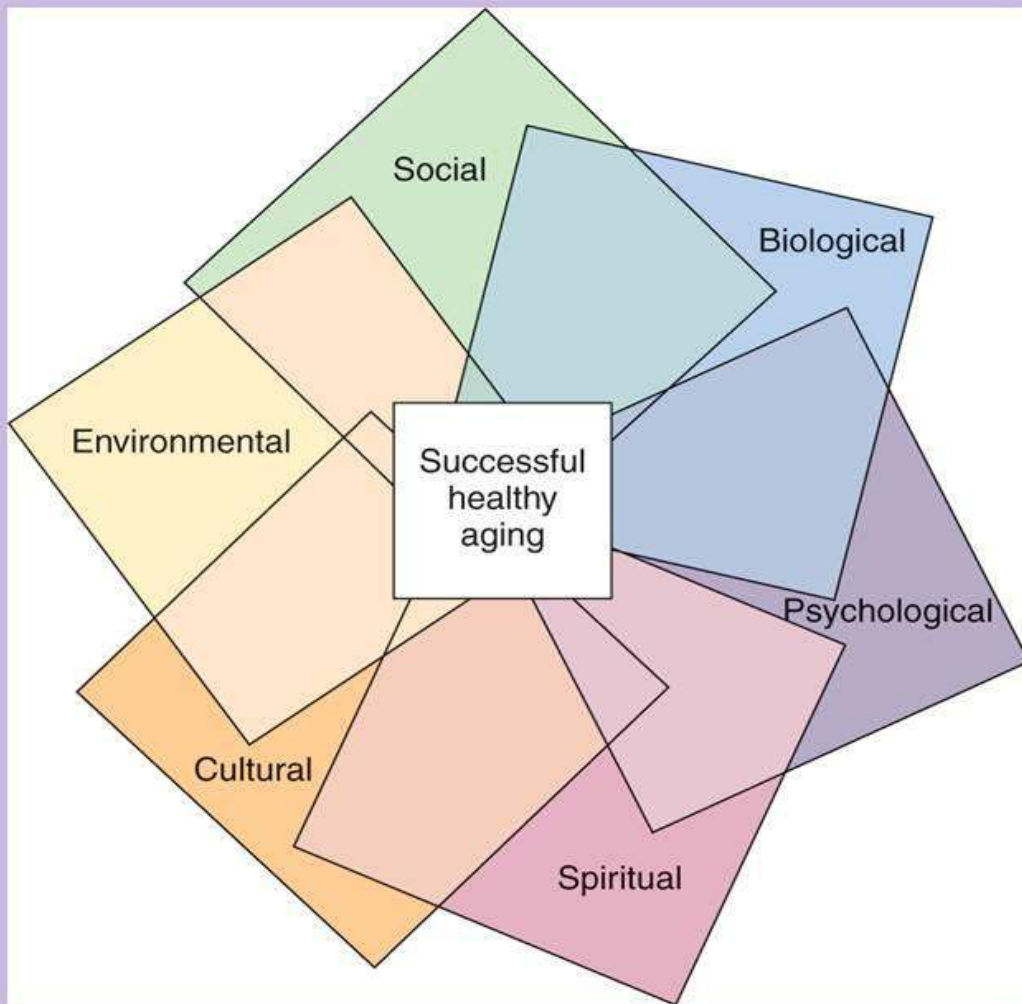 Social
Biological
Environmental
Successful
healthy
aging
Psychological
Cultural
Spiritual